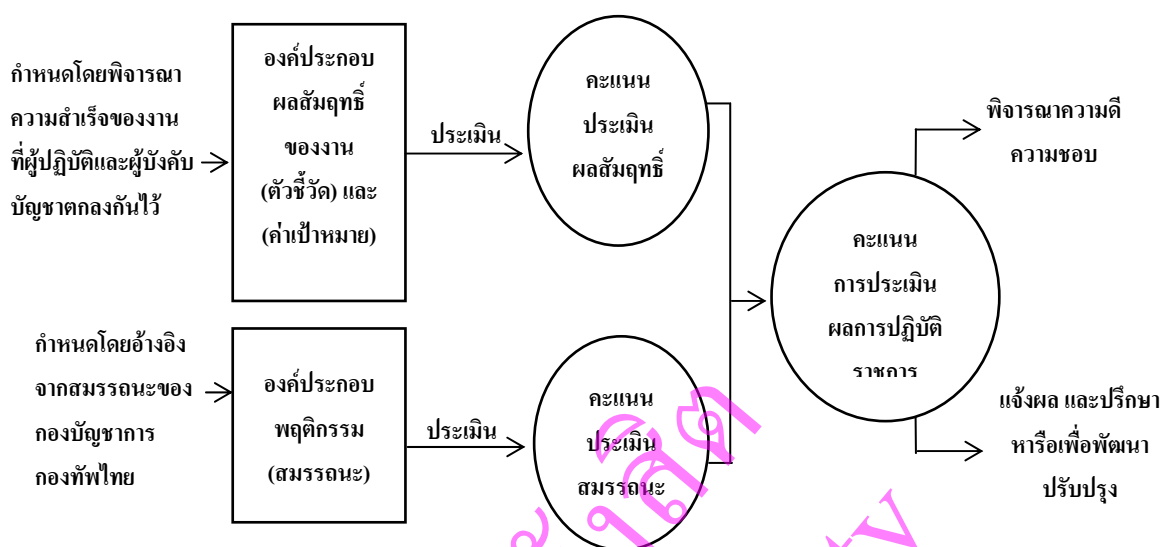 กำหนดโดยพิจารณา
ความสำเร็จของงาน
ที่ผู้ปฏิบัติและผู้บังคับ
บัญชาตกลงกันไว้
องค์ประกอบ
ผลสัมฤทธิ์
ของงาน
(ตัวชี้วัด) และ
(ค่าเป้าหมาย)
ประเมิน
คะแนน
ประเมิน
ผลสัมฤทธิ์
กำหนดโดยอ้างอิง
จากสมรรถนะของ
กองบัญชาการ
กองทัพไทย
องค์ประกอบ
พฤติกรรม
(สมรรถนะ)
ประเมิน
คะแนน
ประเมิน
สมรรถนะ
คะแนน
การประเมิน
ผลการปฏิบัติ
ราชการ
พิจารณาความดี
ความชอบ
แจ้งผล และปรึกษา
หารือเพื่อพัฒนา
ปรับปรุง